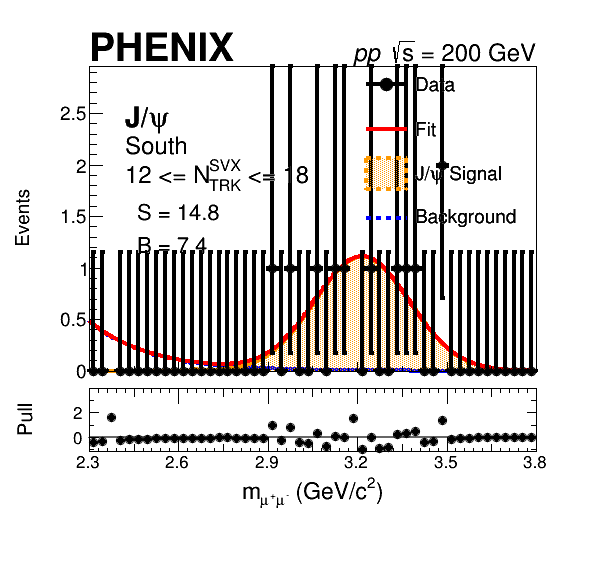 PHENIX
pp √s = 200 GeV
J/ψ
South
12 <= N_TRK^SVX <= 18
S = 14.8
B = 7.4
Data
Fit
J/ψ Signal
Background
Events
2.5
2
1.5
1
0.5
0
Pull
2
0
2.3 2.6 2.9 3.2 3.5 3.8
m_μ⁺μ⁻ (GeV/c²)